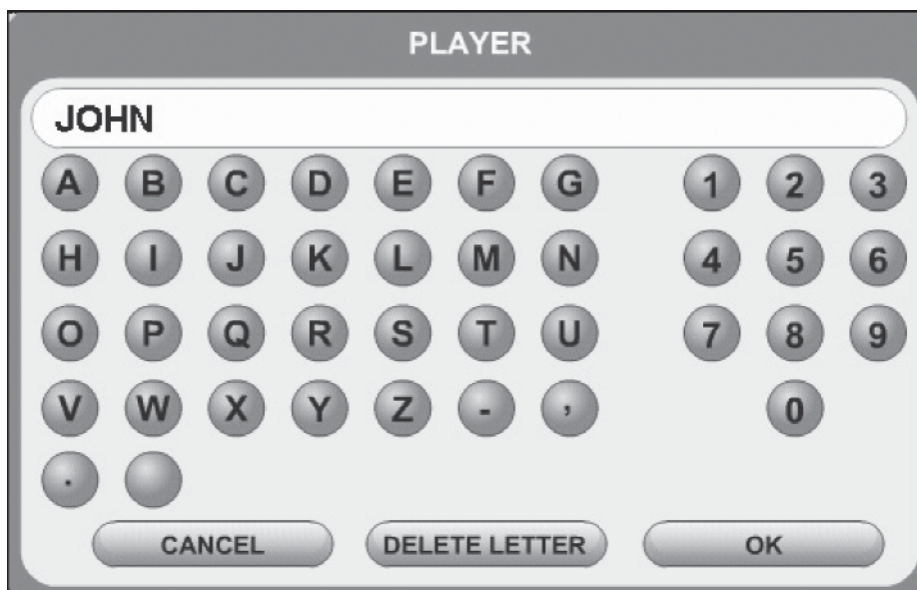 PLAYER
JOHN
A B C D E F G 1 2 3
H I J K L M N 4 5 6
O P Q R S T U 7 8 9
V W X Y Z - , 0
.
CANCEL DELETE LETTER OK